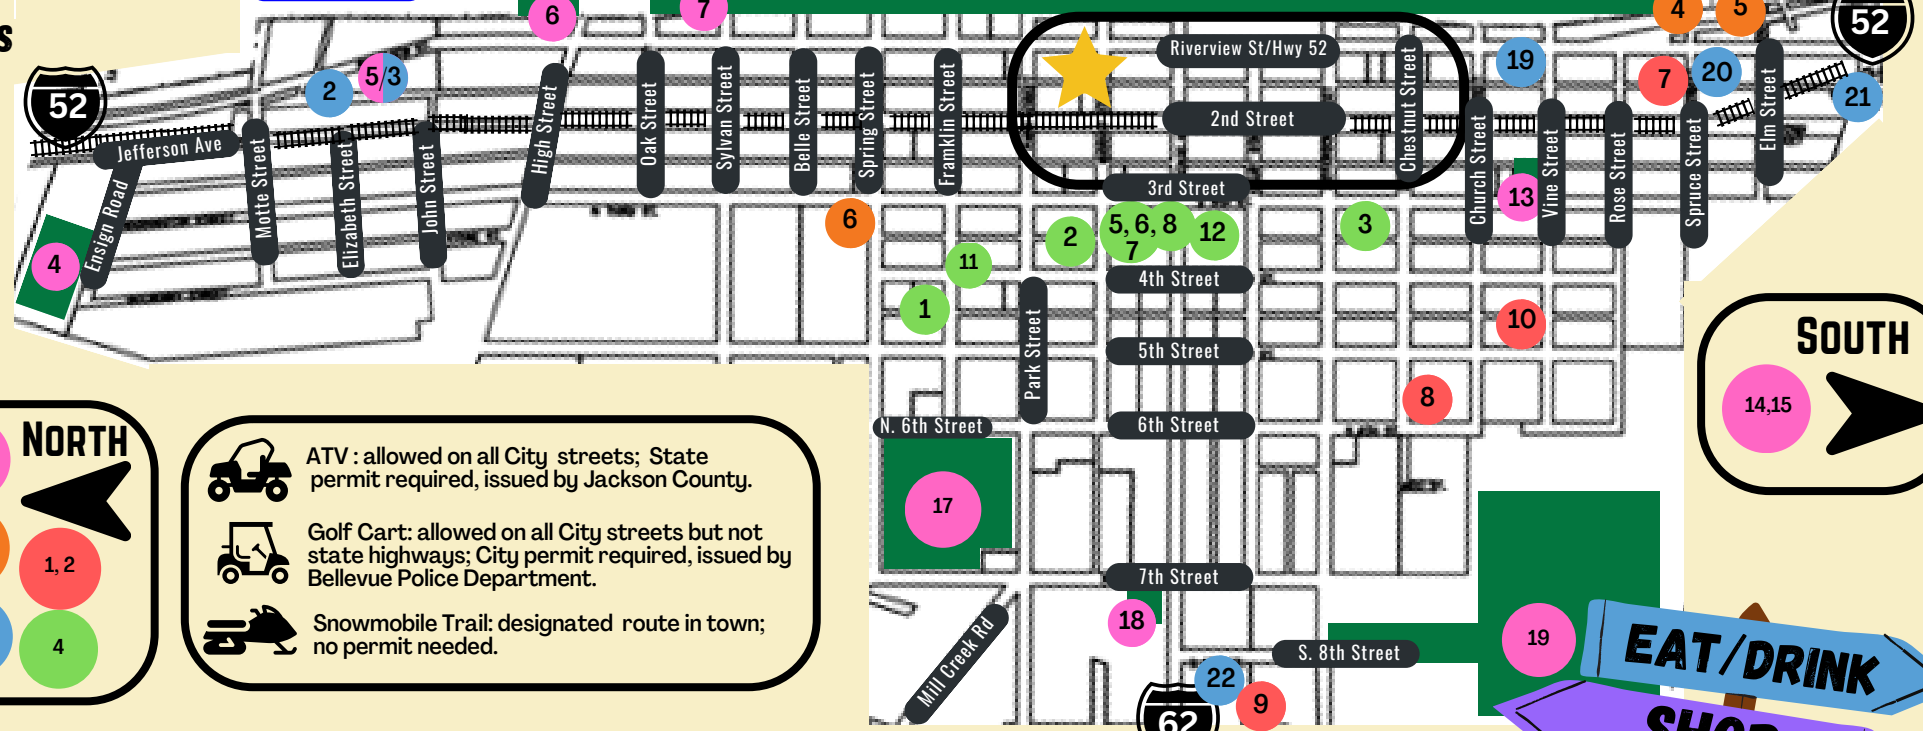 s
6
7
4
5
52
Riverview St/Hwy 52
Chestnut Street
19
7
20
21
Elm Street
52
2
5/3
High Street
Oak Street
Sylvan Street
Belle Street
Spring Street
Framklin Street
2nd Street
Jefferson Ave
Ensign Road
Motte Street
Elizabeth Street
John Street
3rd Street
Church Street
13
Vine Street
Rose Street
Spruce Street
4
6
2
5, 6, 8
7
12
3
11
1
4th Street
10
Park Street
5th Street
8
N. 6th Street
6th Street
SOUTH
14,15
NORTH
1, 2
4
ATV : allowed on all City streets; State
permit required, issued by Jackson County.
Golf Cart: allowed on all City streets but not
state highways; City permit required, issued by
Bellevue Police Department.
Snowmobile Trail: designated route in town;
no permit needed.
17
7th Street
18
Mill Creek Rd
S. 8th Street
19
22
9
62
EAT/DRINK
SHOP